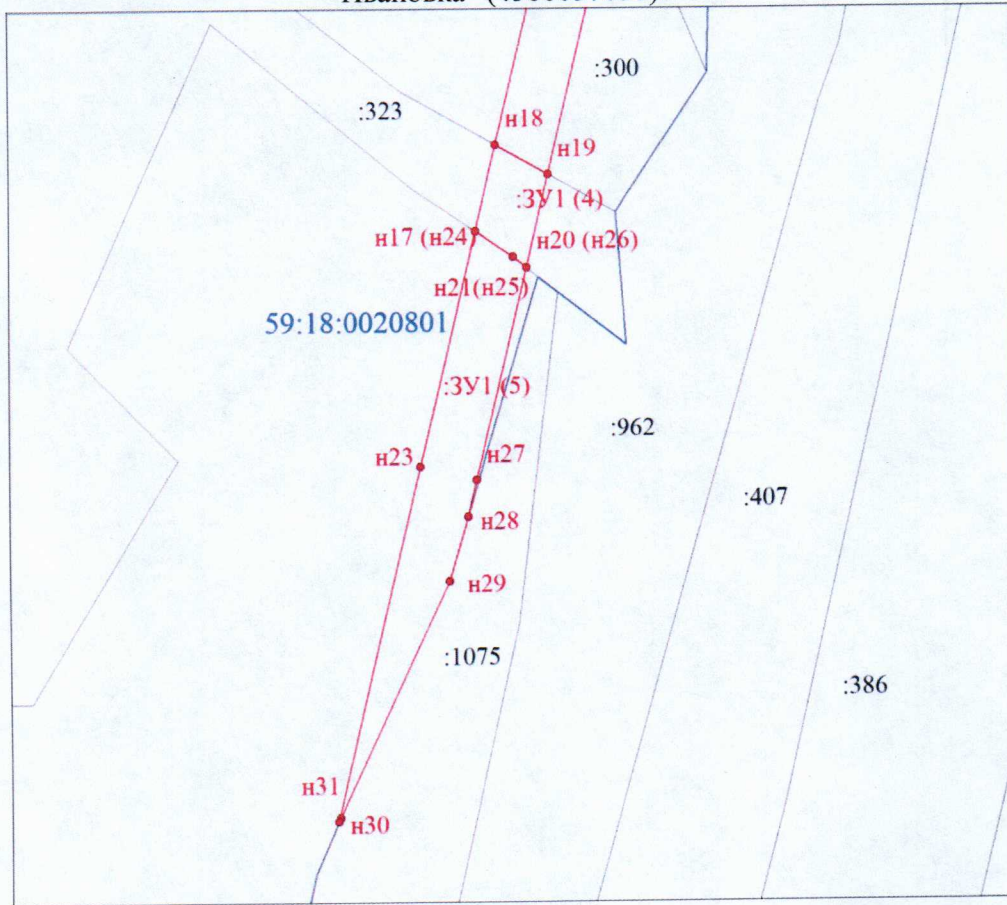 :300
:323
н18
н19
:ЗУ1 (4)
н17 (н24)
н20 (н26)
н21(н25)
59:18:0020801
:ЗУ1 (5)
:962
н23
н27
:407
н28
н29
:1075
:386
н31
н30